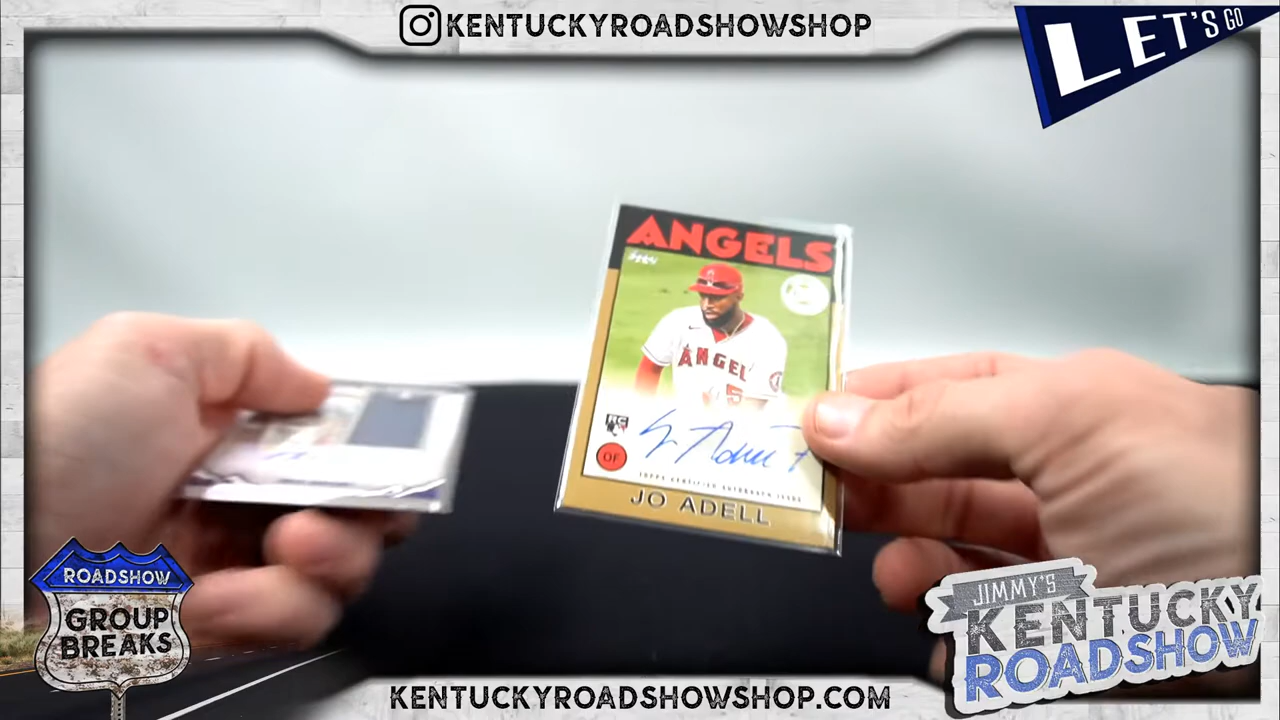 KENTUCKYROADSHOWSHOP
LET'S GO
ANGELS
ANGEL
5
RC
OF
TOPPS CERTIFIED AUTOGRAPH ISSUE
JO ADELL
ROADSHOW
GROUP
BREAKS
JIMMY'S
KENTUCKY
ROADSHOW
KENTUCKYROADSHOWSHOP.COM